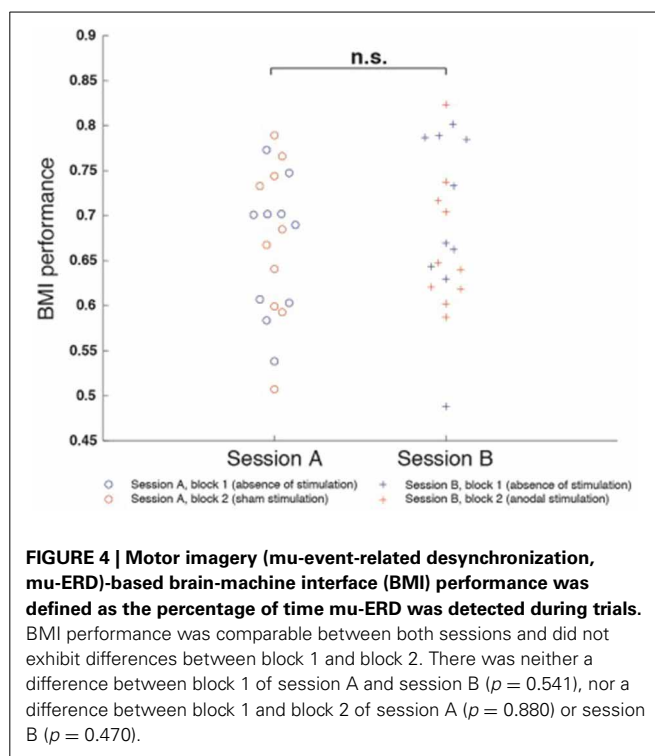 0.9
n.s.
0.85
0.8
0.75
0.7
0.65
0.6
0.55
0.5
0.45
BMI performance
Session A Session B
Session A, block 1 (absence of stimulation) Session B, block 1 (absence of stimulation)
Session A, block 2 (sham stimulation) Session B, block 2 (anodal stimulation)
FIGURE 4 | Motor imagery (mu-event-related desynchronization,
mu-ERD)-based brain-machine interface (BMI) performance was
defined as the percentage of time mu-ERD was detected during trials.
BMI performance was comparable between both sessions and did not
exhibit differences between block 1 and block 2. There was neither a
difference between block 1 of session A and session B (p = 0.541), nor a
difference between block 1 and block 2 of session A (p = 0.880) or session
B (p = 0.470).